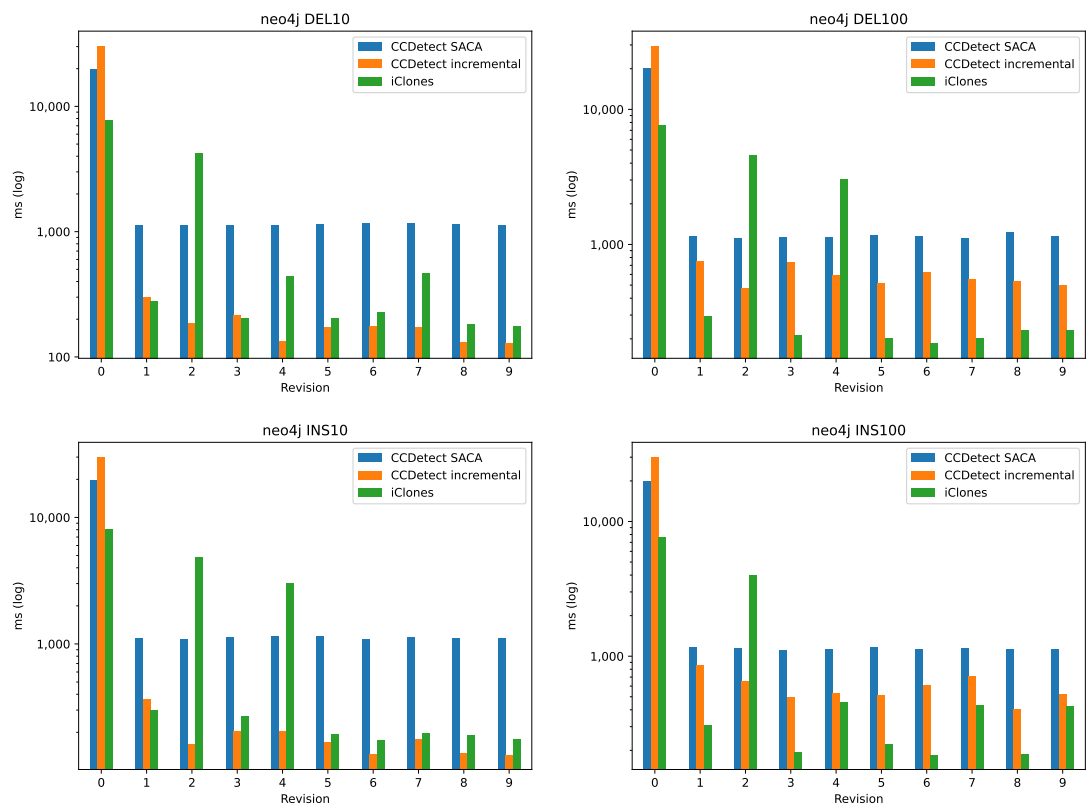 neo4j DEL10
CCDetect SACA
CCDetect incremental
iClones
10,000
1,000
100
ms (log)
0 1 2 3 4 5 6 7 8 9
Revision
neo4j DEL100
CCDetect SACA
CCDetect incremental
iClones
10,000
1,000
ms (log)
0 1 2 3 4 5 6 7 8 9
Revision
neo4j INS10
CCDetect SACA
CCDetect incremental
iClones
10,000
1,000
ms (log)
0 1 2 3 4 5 6 7 8 9
Revision
neo4j INS100
CCDetect SACA
CCDetect incremental
iClones
10,000
1,000
ms (log)
0 1 2 3 4 5 6 7 8 9
Revision